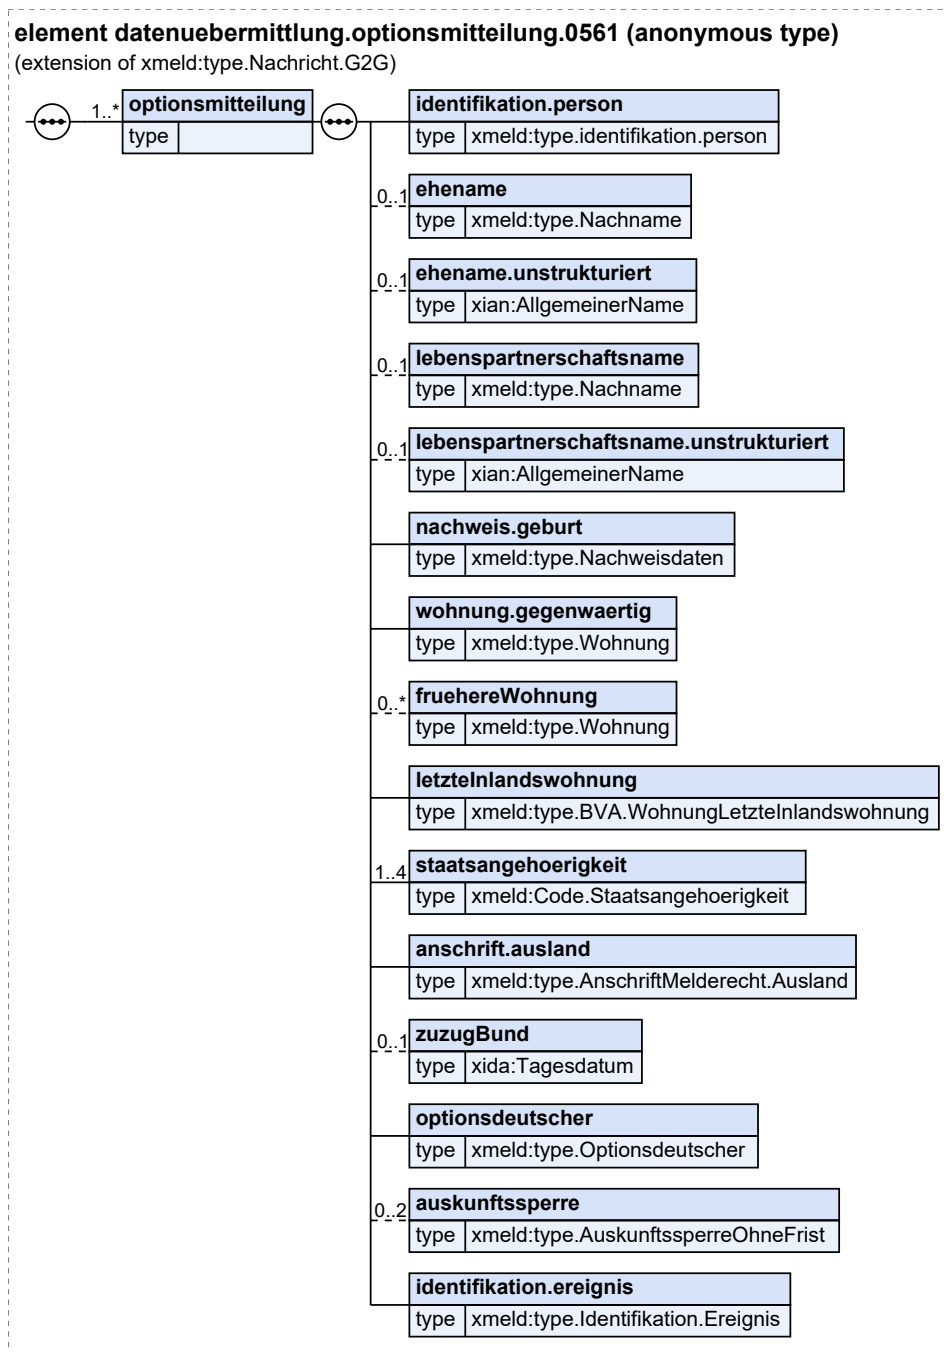 element datenuebermittlung.optionsmitteilung.0561 (anonymous type)
(extension of xmeld:type.Nachricht.G2G)
1..*
optionsmitteilung
type
identifikation.person
type xmeld:type.identifikation.person
0..1
ehename
type xmeld:type.Nachname
0..1
ehename.unstrukturiert
type xian:AllgemeinerName
0..1
lebenspartnerschaftsname
type xmeld:type.Nachname
0..1
lebenspartnerschaftsname.unstrukturiert
type xian:AllgemeinerName
nachweis.geburt
type xmeld:type.Nachweisdaten
wohnung.gegenwaertig
type xmeld:type.Wohnung
0..*
fruehereWohnung
type xmeld:type.Wohnung
letzteInlandswohnung
type xmeld:type.BVA.WohnungLetzteInlandswohnung
1..4
staatsangehoerigkeit
type xmeld:Code.Staatsangehoerigkeit
anschrift.ausland
type xmeld:type.AnschriftMelderecht.Ausland
0..1
zuzugBund
type xida:Tagesdatum
optionsdeutscher
type xmeld:type.Optionsdeutscher
0..2
auskunftssperre
type xmeld:type.AuskunftssperreOhneFrist
identifikation.ereignis
type xmeld:type.Identifikation.Ereignis